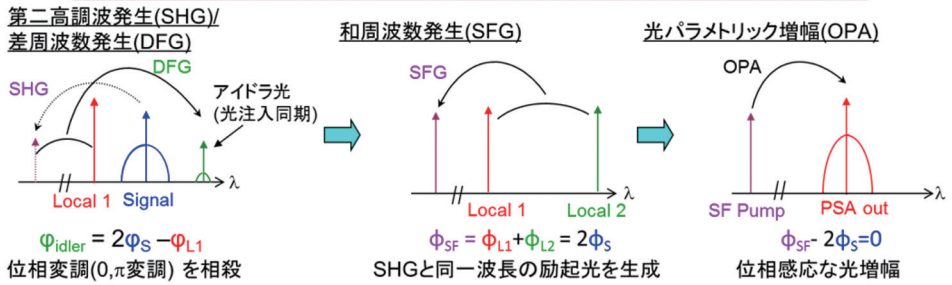 第二高調波発生(SHG)/
差周波数発生(DFG)
SHG
DFG
アイドラ光
(光注入同期)
Local 1
Signal
λ
φidler = 2φS −φL1
位相変調(0,π変調) を相殺
和周波数発生(SFG)
SFG
Local 1
Local 2
λ
ϕSF = ϕL1+ϕL2 = 2ϕS
SHGと同一波長の励起光を生成
光パラメトリック増幅(OPA)
OPA
SF Pump
PSA out
λ
ϕSF- 2ϕS=0
位相感応な光増幅